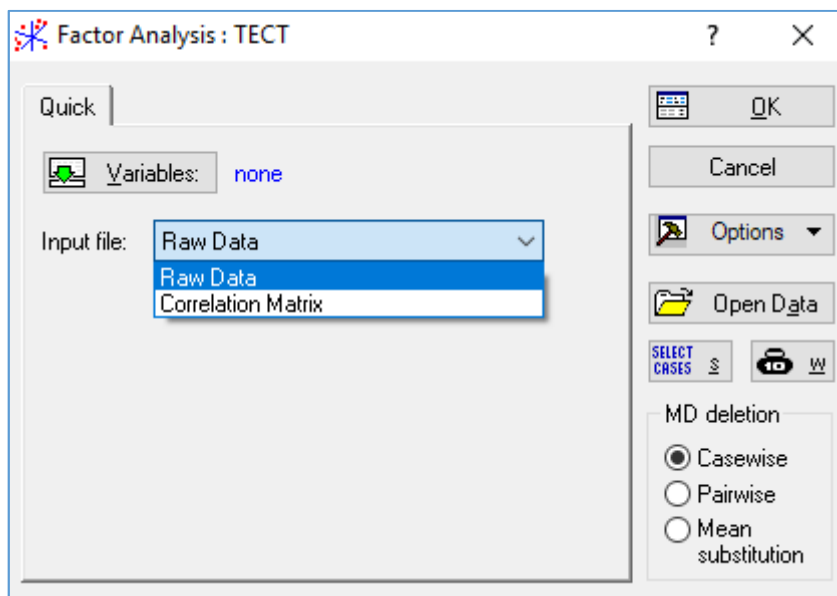 Factor Analysis : TECT
?
Quick
Variables:
none
Input file:
Raw Data
Raw Data
Correlation Matrix
OK
Cancel
Options
Open Data
SELECT
CASES
S
10
W
MD deletion
Casewise
Pairwise
Mean
substitution